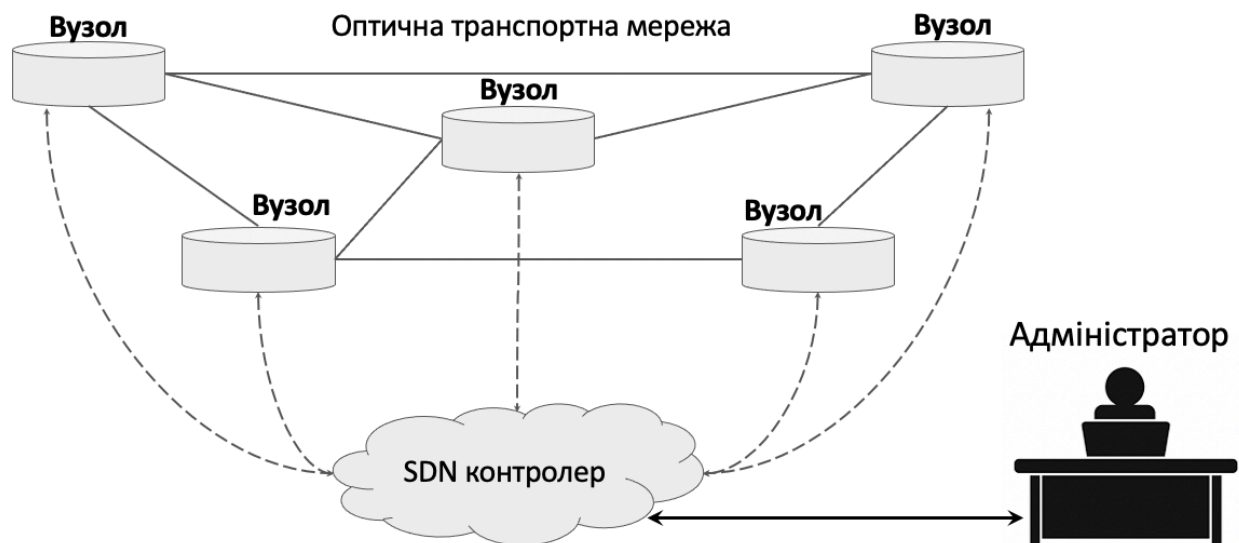 Вузол
Оптична транспортна мережа
Вузол
Вузол
Вузол
Вузол
Адміністратор
SDN контролер